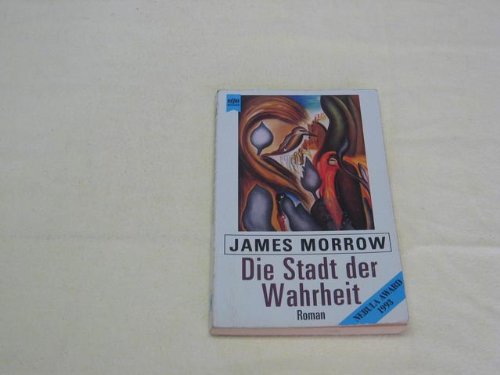 JAMES MORROW
Die Stadt der
Wahrheit
Roman
NEBULA AWARD
1993